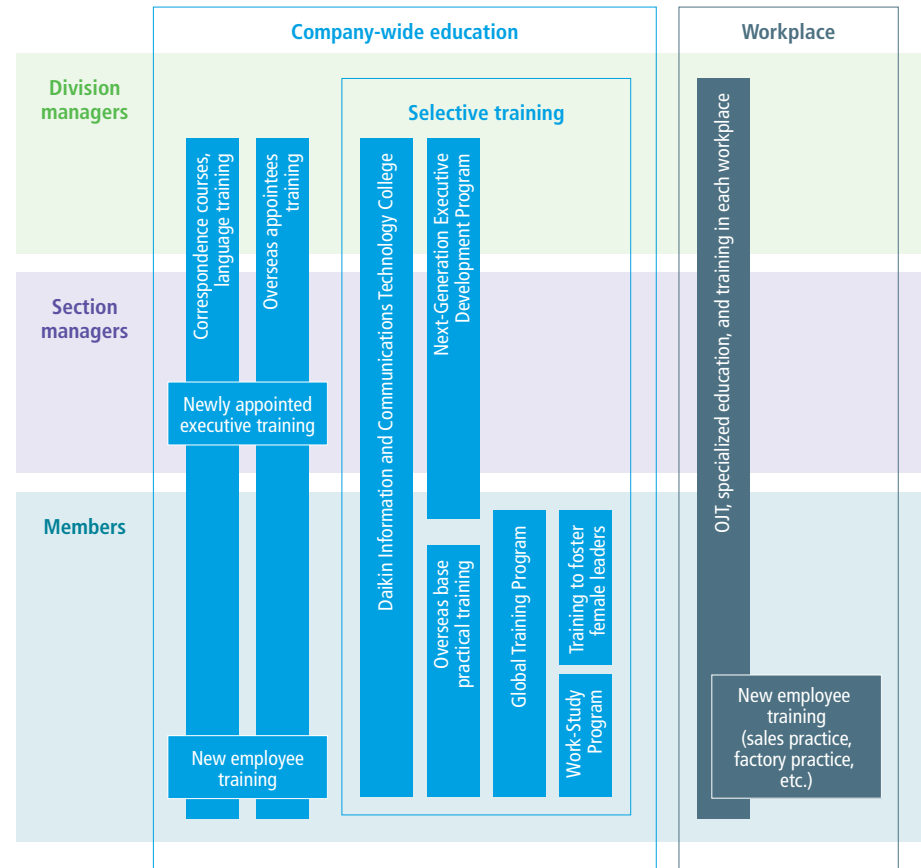 Company-wide education
Workplace
Division
managers
Selective training
Correspondence courses,
language training
Overseas appointees
training
Daikin Information and Communications Technology College
Next-Generation Executive
Development Program
OJT, specialized education, and training in each workplace
Section
managers
Newly appointed
executive training
Members
Overseas base
practical training
Global Training Program
Training to foster
female leaders
Work-Study
Program
New employee
training
New employee
training
(sales practice,
factory practice,
etc.)